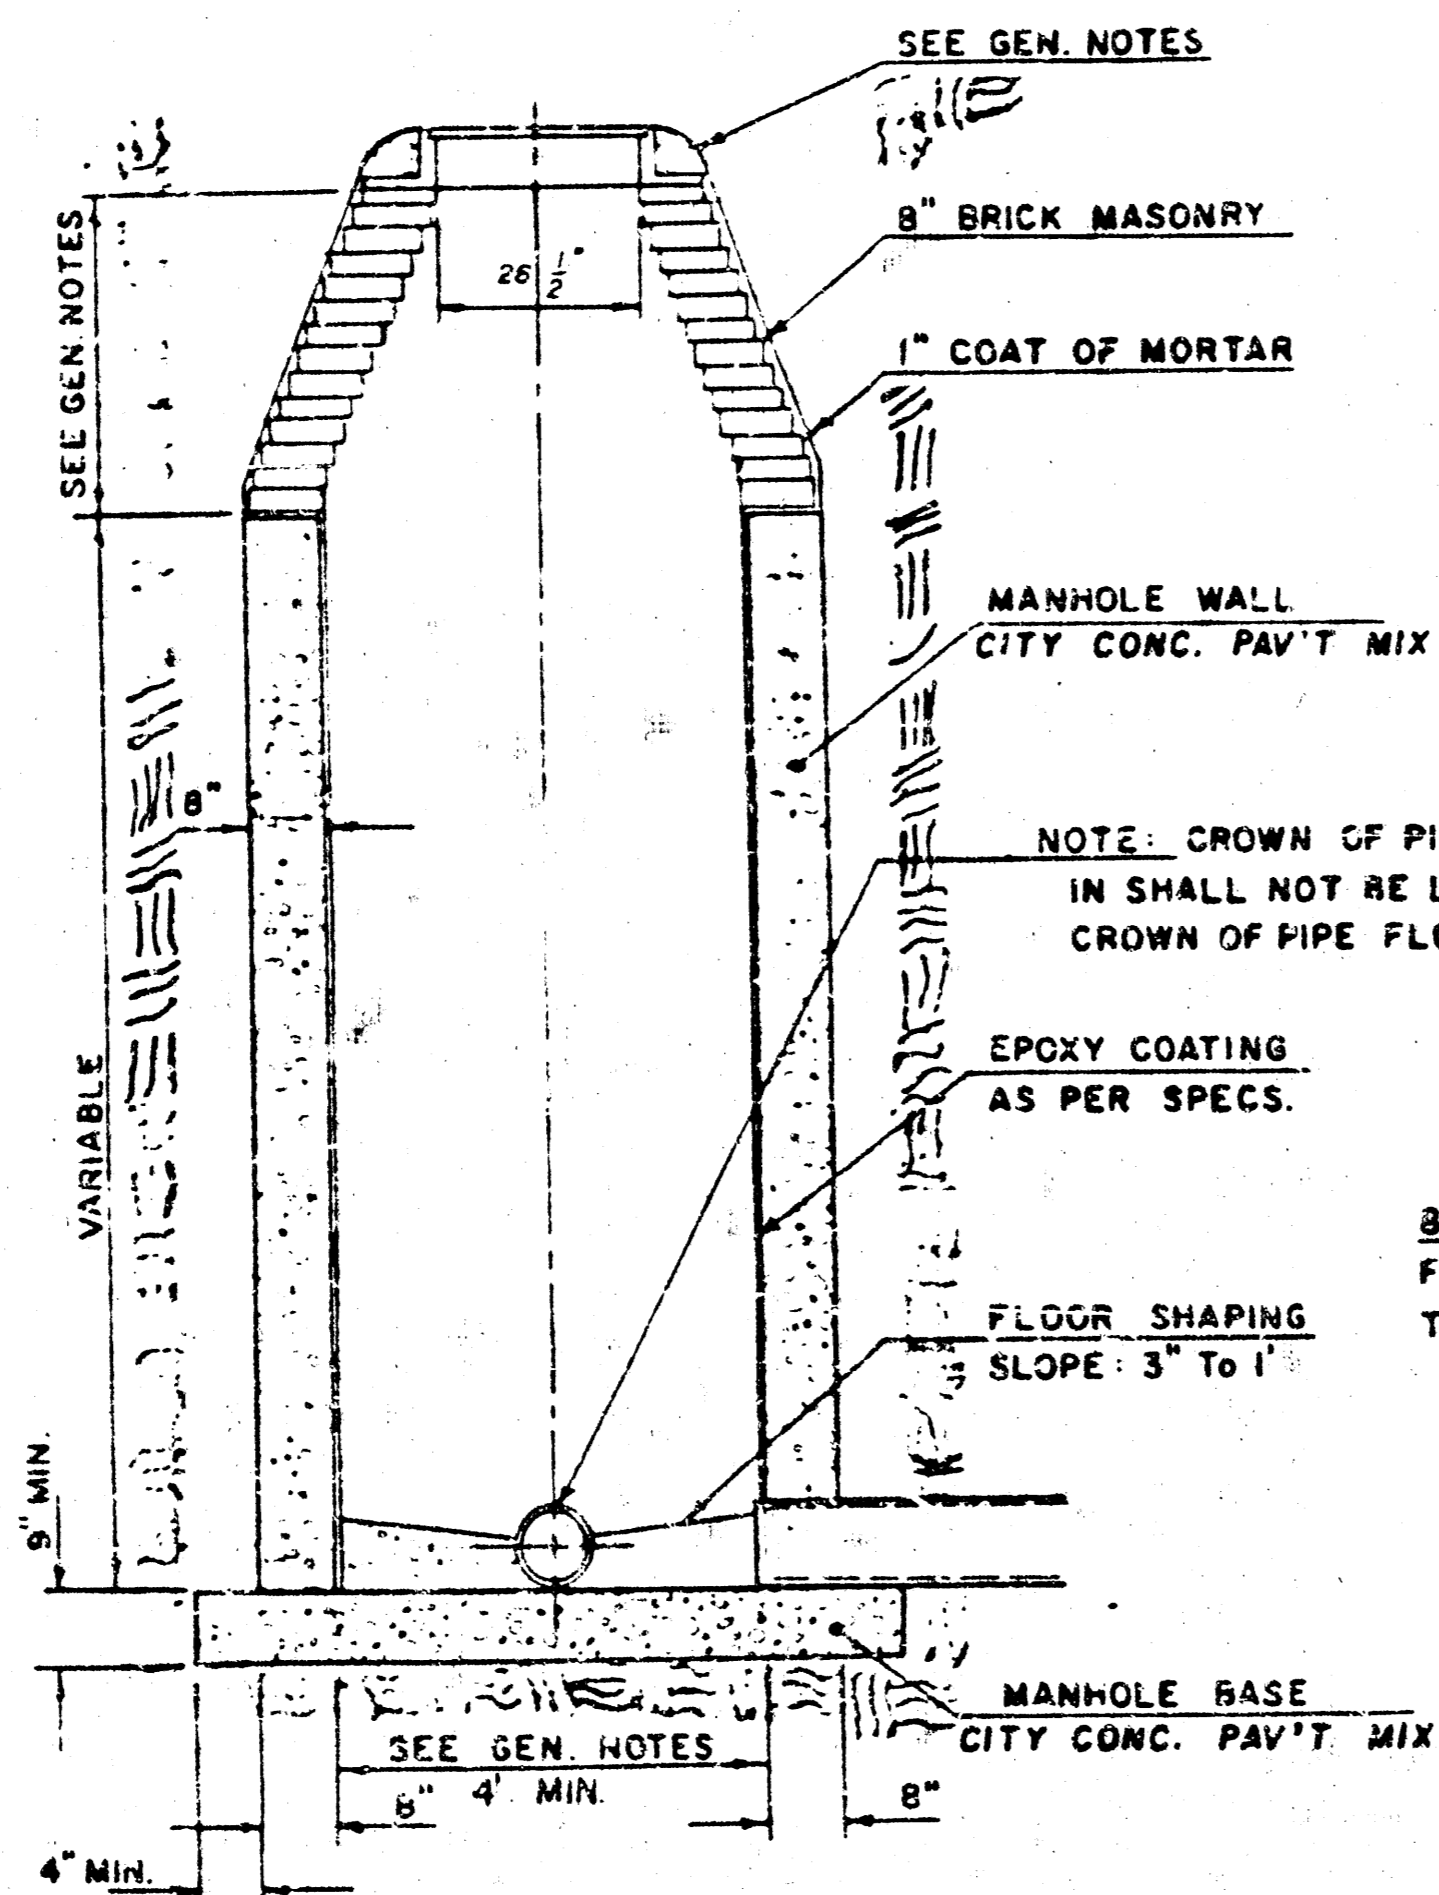 SEE GEN. NOTES
8" BRICK MASONRY
26 1/2"
1" COAT OF MORTAR
SEE GEN. NOTES
MANHOLE WALL
CITY CONC. PAV'T MIX
8"
NOTE: CROWN OF PI
IN SHALL NOT BE L
CROWN OF PIPE FL
EPOXY COATING
AS PER SPECS.
VARIABLE
8
F
T
FLOOR SHAPING
SLOPE: 3" To 1'
9" MIN.
MANHOLE BASE
CITY CONC. PAV'T MIX
SEE GEN. NOTES
4' MIN.
8"
8"
4" MIN.